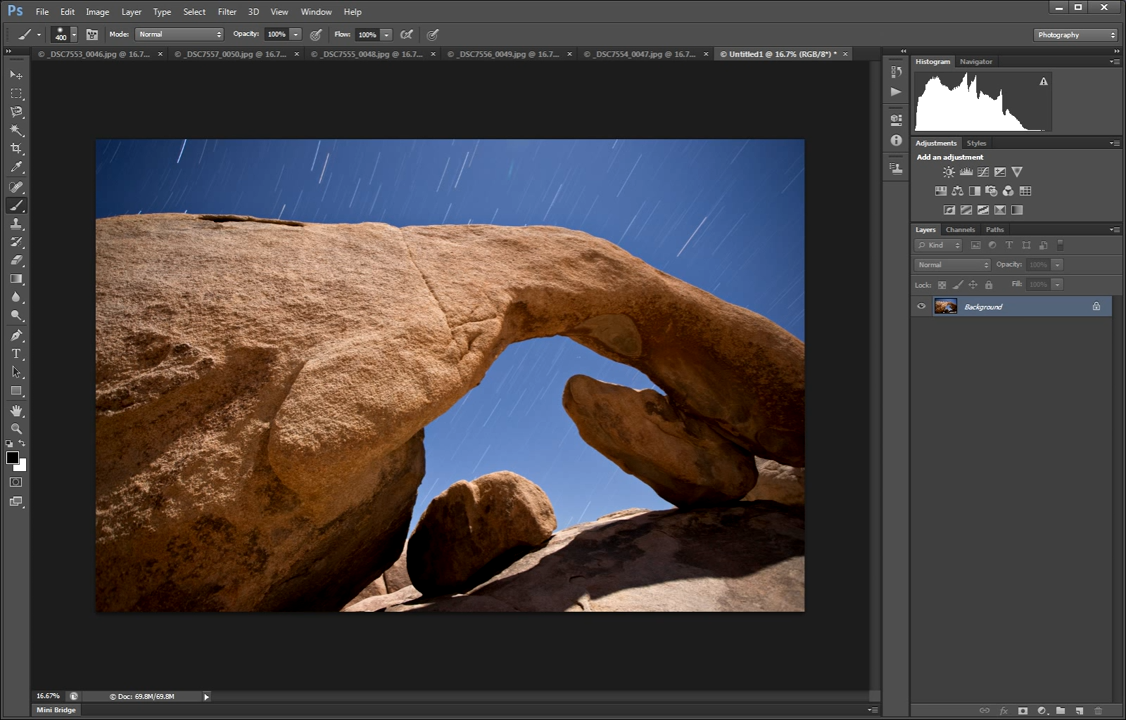 Ps File Edit Image Layer Type Select Filter 3D View Window Help
400 Mode: Normal Opacity: 100% Flow: 100% Photography
© _DSC7553_0046.jpg @ 16.7%... × © _DSC7557_0050.jpg @ 16.7%... × © _DSC7555_0048.jpg @ 16.7%... × © _DSC7556_0049.jpg @ 16.7%... × © _DSC7554_0047.jpg @ 16.7%... × © Untitled1 @ 16.7% (RGB/8*) * ×
Histogram Navigator
Adjustments Styles
Add an adjustment
Layers Channels Paths
Kind
Normal Opacity: 100%
Lock: Fill: 100%
Background
16.67% © Doc: 69.8M/69.8M
Mini Bridge